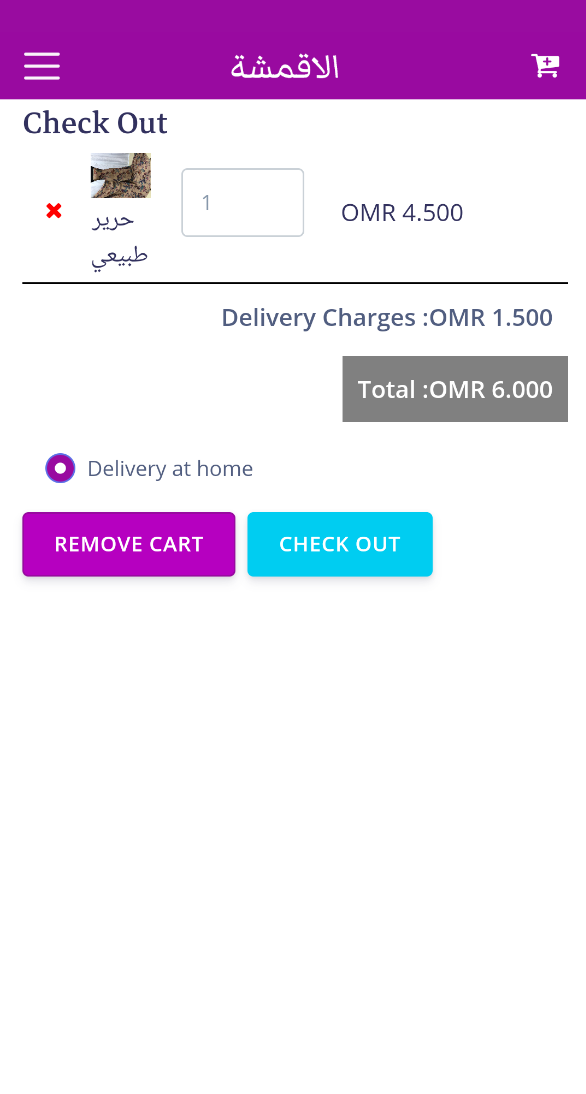 الاقمشة
Check Out
حرير
طبيعي
1
OMR 4.500
Delivery Charges :OMR 1.500
Total :OMR 6.000
Delivery at home
REMOVE CART
CHECK OUT